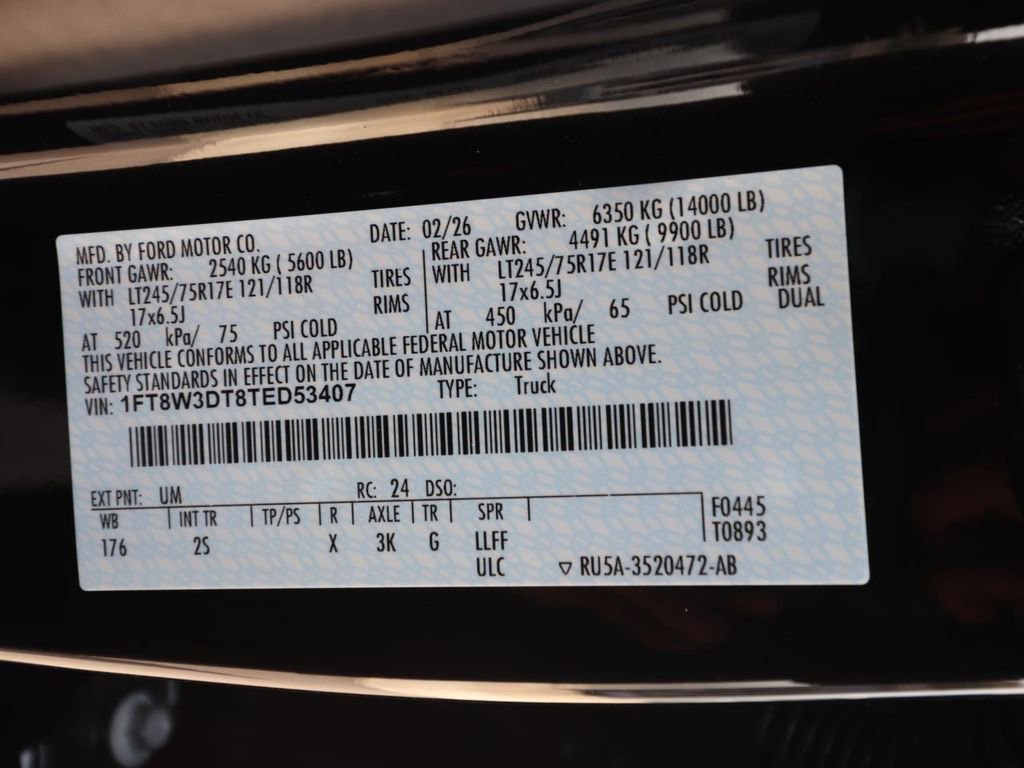 MFD. BY FORD MOTOR CO. DATE: 02/26 GVWR: 6350 KG (14000 LB)
FRONT GAWR: 2540 KG ( 5600 LB) REAR GAWR: 4491 KG ( 9900 LB)
WITH LT245/75R17E 121/118R TIRES WITH LT245/75R17E 121/118R TIRES
17x6.5J RIMS 17x6.5J RIMS
AT 520 kPa/ 75 PSI COLD AT 450 kPa/ 65 PSI COLD DUAL
THIS VEHICLE CONFORMS TO ALL APPLICABLE FEDERAL MOTOR VEHICLE
SAFETY STANDARDS IN EFFECT ON THE DATE OF MANUFACTURE SHOWN ABOVE.
VIN: 1FT8W3DT8TED53407 TYPE: Truck
EXT PNT: UM RC: 24 DSO:
WB INT TR TP/PS R AXLE TR SPR F0445
176 2S X 3K G LLFF T0893
ULC ▽ RU5A-3520472-AB